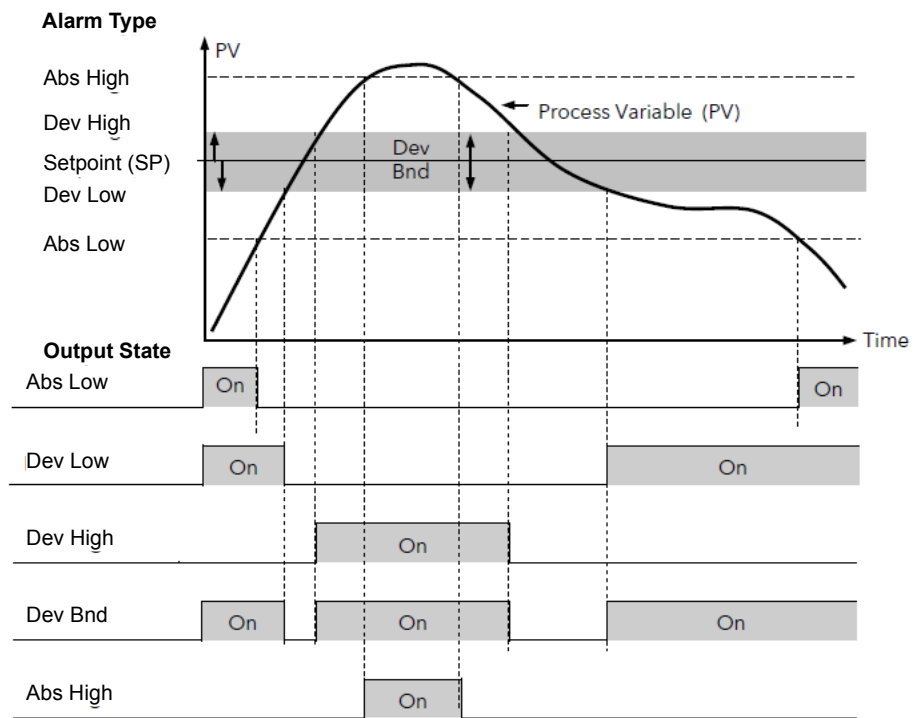 Alarm Type
PV
Abs High
Process Variable (PV)
Dev High
Dev
Bnd
Setpoint (SP)
Dev Low
Abs Low
Time
Output State
Abs Low
On
On
Dev Low
On
On
Dev High
On
Dev Bnd
On
On
On
Abs High
On